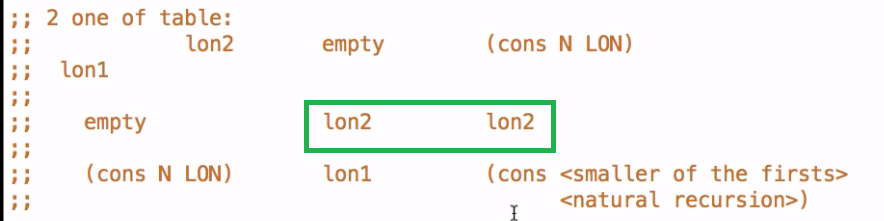 ;; 2 one of table:
;; lon2 empty (cons N LON)
;; lon1
;;
;; empty lon2 lon2
;;
;; (cons N LON) lon1 (cons <smaller of the firsts>
;; <natural recursion>)